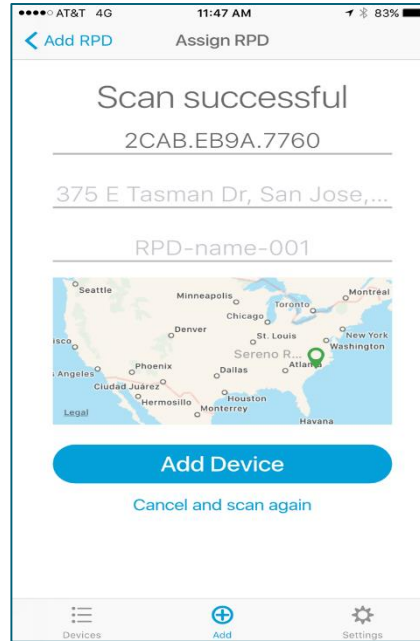 AT&T 4G 11:47 AM 83%
Add RPD Assign RPD
Scan successful
2CAB.EB9A.7760
375 E Tasman Dr, San Jose,...
RPD-name-001
Seattle
Minneapolis
Montreal
Toronto
Chicago
isco
Denver
St. Louis
New York
Washington
Sereno R...
Angeles
Phoenix
Dallas
Atlanta
Ciudad Juárez
Hermosillo
Houston
Monterrey
Legal
Havana
Add Device
Cancel and scan again
Devices Add Settings